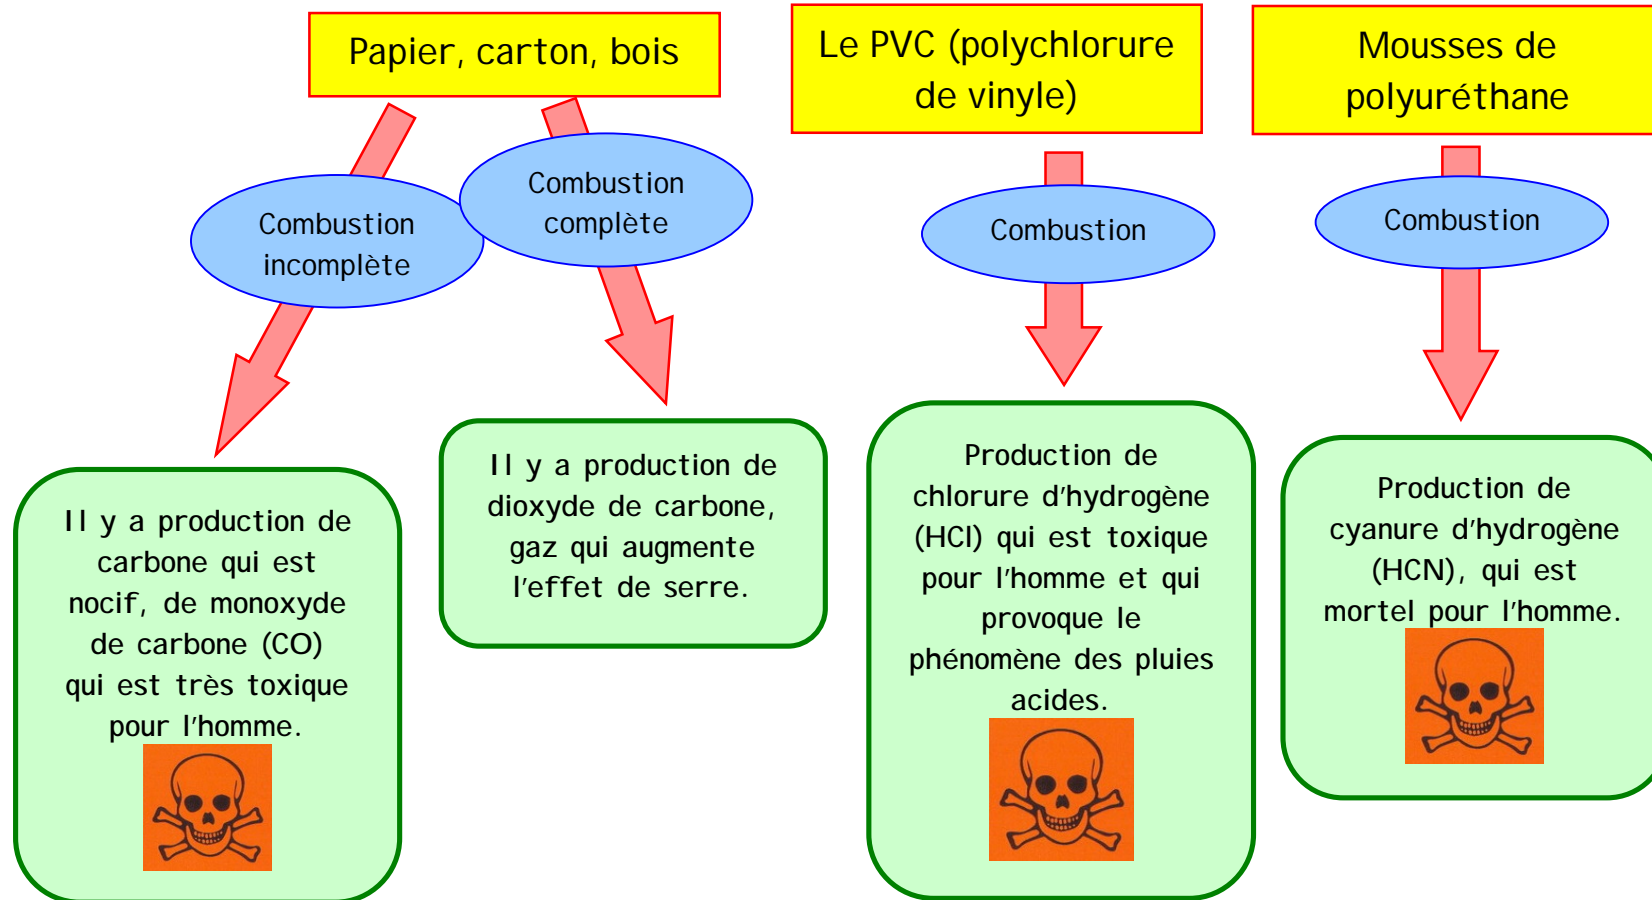 Papier, carton, bois
Le PVC (polychlorure
de vinyle)
Mousses de
polyuréthane
Combustion
incomplète
Combustion
complète
Combustion
Combustion
Il y a production de
carbone qui est
nocif, de monoxyde
de carbone (CO)
qui est très toxique
pour l'homme.
Il y a production de
dioxyde de carbone,
gaz qui augmente
l'effet de serre.
Production de
chlorure d'hydrogène
(HCl) qui est toxique
pour l'homme et qui
provoque le
phénomène des pluies
acides.
Production de
cyanure d'hydrogène
(HCN), qui est
mortel pour l'homme.